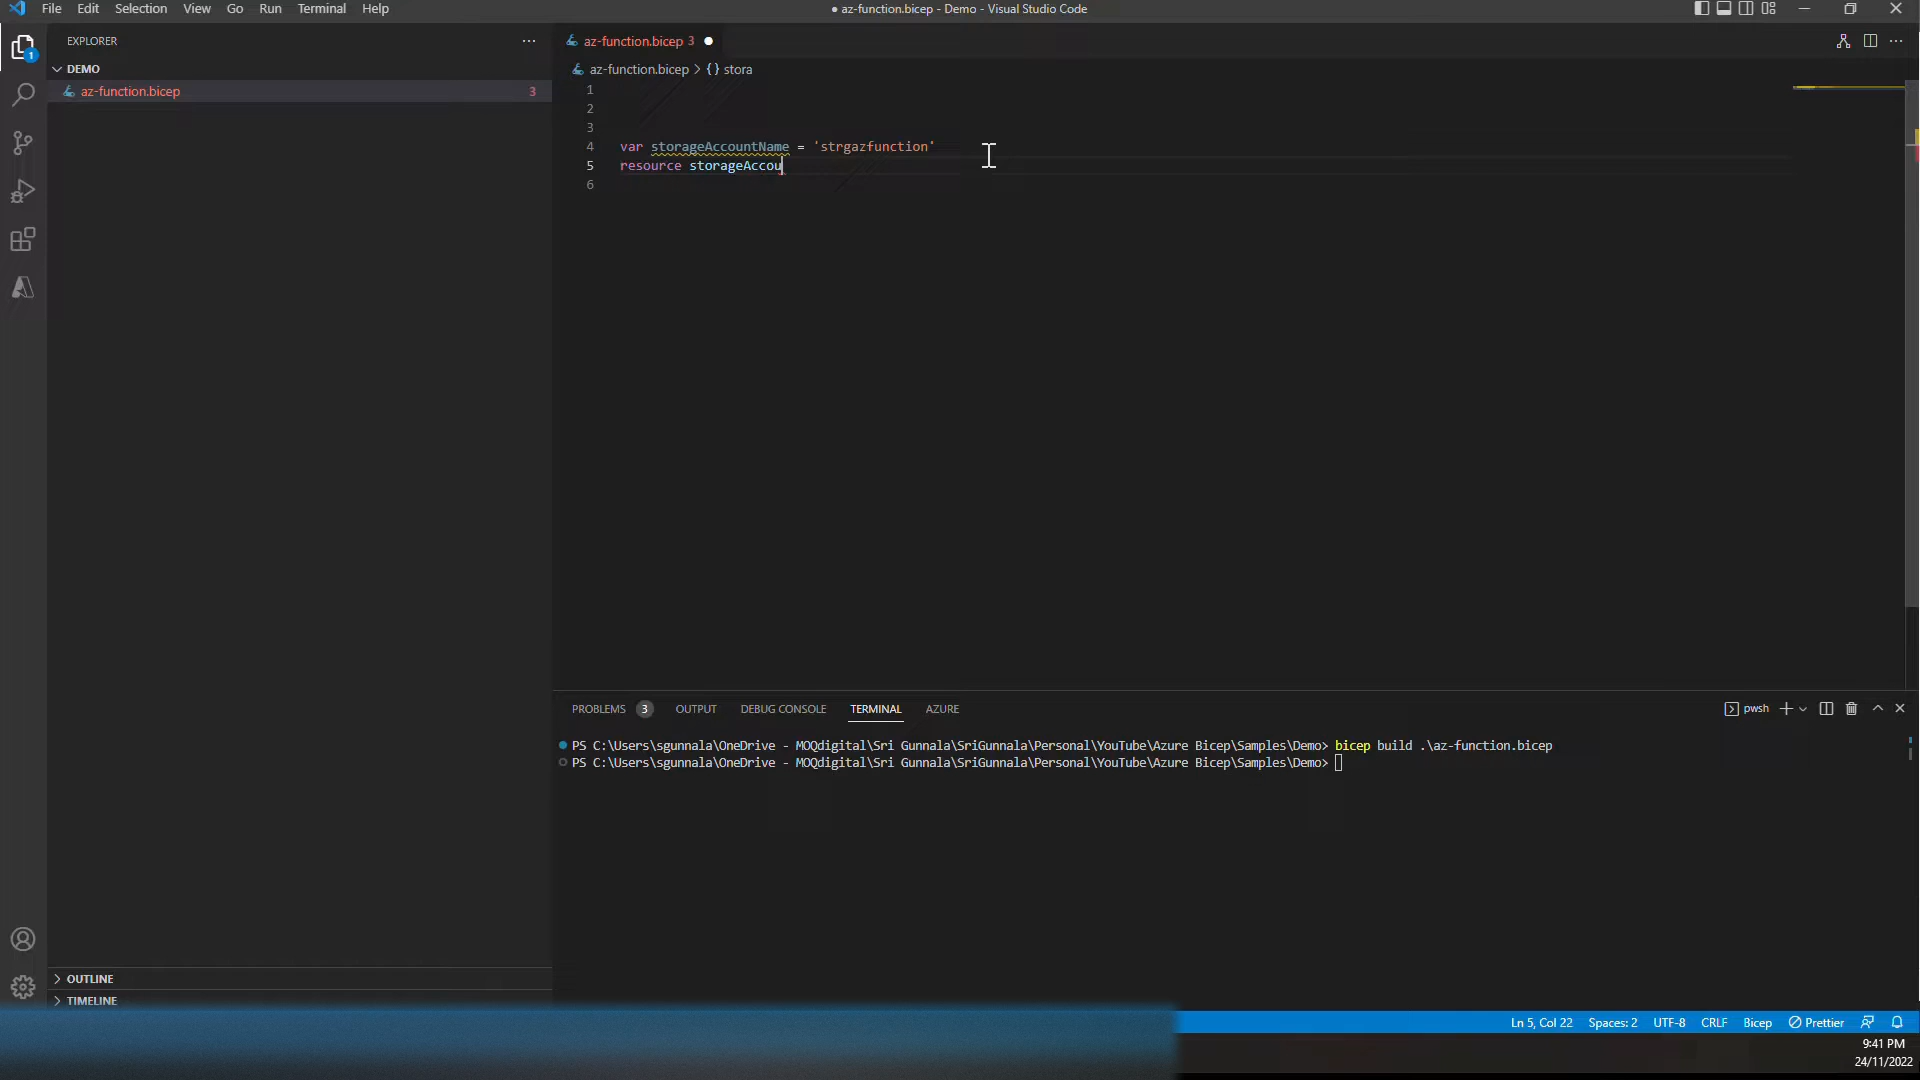 File Edit Selection View Go Run Terminal Help
● az-function.bicep - Demo - Visual Studio Code
EXPLORER
DEMO
az-function.bicep 3
1
az-function.bicep 3 ●
az-function.bicep > {} stora
1
2
3
4 var storageAccountName = 'strgazfunction'
5 resource storageAccou
6
PROBLEMS 3 OUTPUT DEBUG CONSOLE TERMINAL AZURE
pwsh
PS C:\Users\sgunnala\OneDrive - MOQdigital\Sri Gunnala\SriGunnala\Personal\YouTube\Azure Bicep\Samples\Demo> bicep build .\az-function.bicep
PS C:\Users\sgunnala\OneDrive - MOQdigital\Sri Gunnala\SriGunnala\Personal\YouTube\Azure Bicep\Samples\Demo>
OUTLINE
TIMELINE
Ln 5, Col 22 Spaces: 2 UTF-8 CRLF Bicep Prettier
9:41 PM
24/11/2022